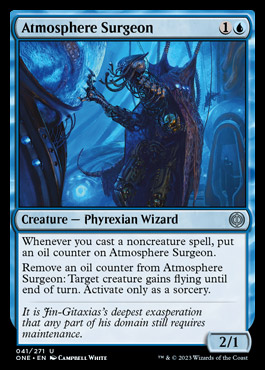 Atmosphere Surgeon 1
Creature — Phyrexian Wizard
Whenever you cast a noncreature spell, put
an oil counter on Atmosphere Surgeon.
Remove an oil counter from Atmosphere
Surgeon: Target creature gains flying until
end of turn. Activate only as a sorcery.
It is Jin-Gitaxias's deepest exasperation
that any part of his domain still requires
maintenance.
2/1
041/271 U
ONE • EN Campbell White
™ & © 2023 Wizards of the Coast